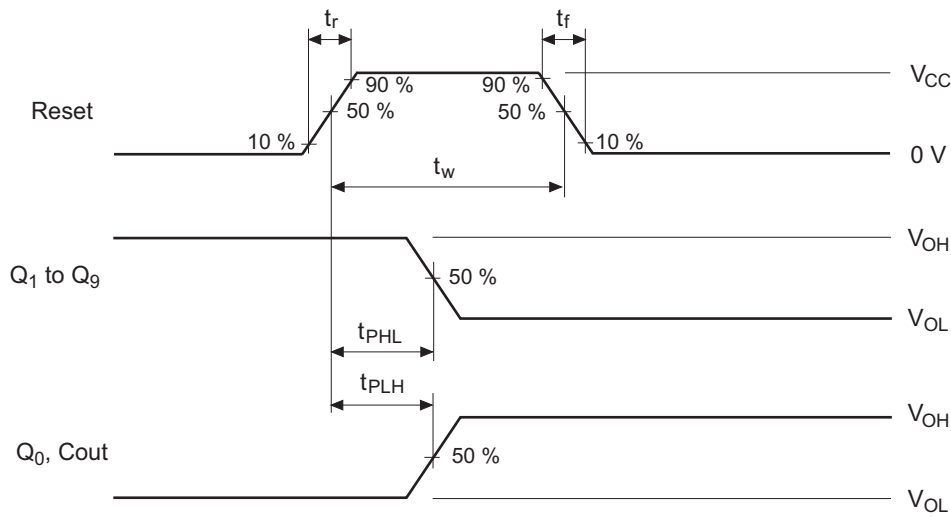 tr
tf
90 %
90 %
VCC
Reset
50 %
50 %
10 %
10 %
0 V
tw
VOH
Q1 to Q9
50 %
VOL
tPHL
tPLH
VOH
Q0, Cout
50 %
VOL